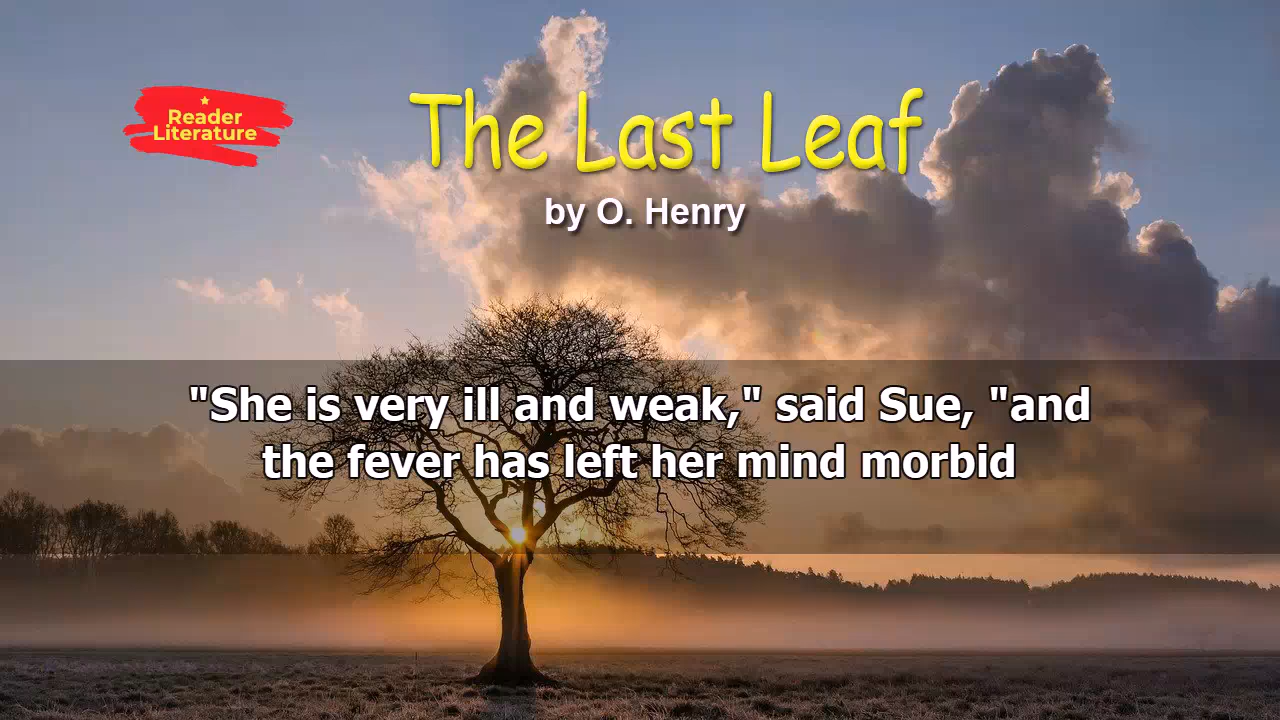 Reader
Literature
The Last Leaf
by O. Henry
"She is very ill and weak," said Sue, "and
the fever has left her mind morbid